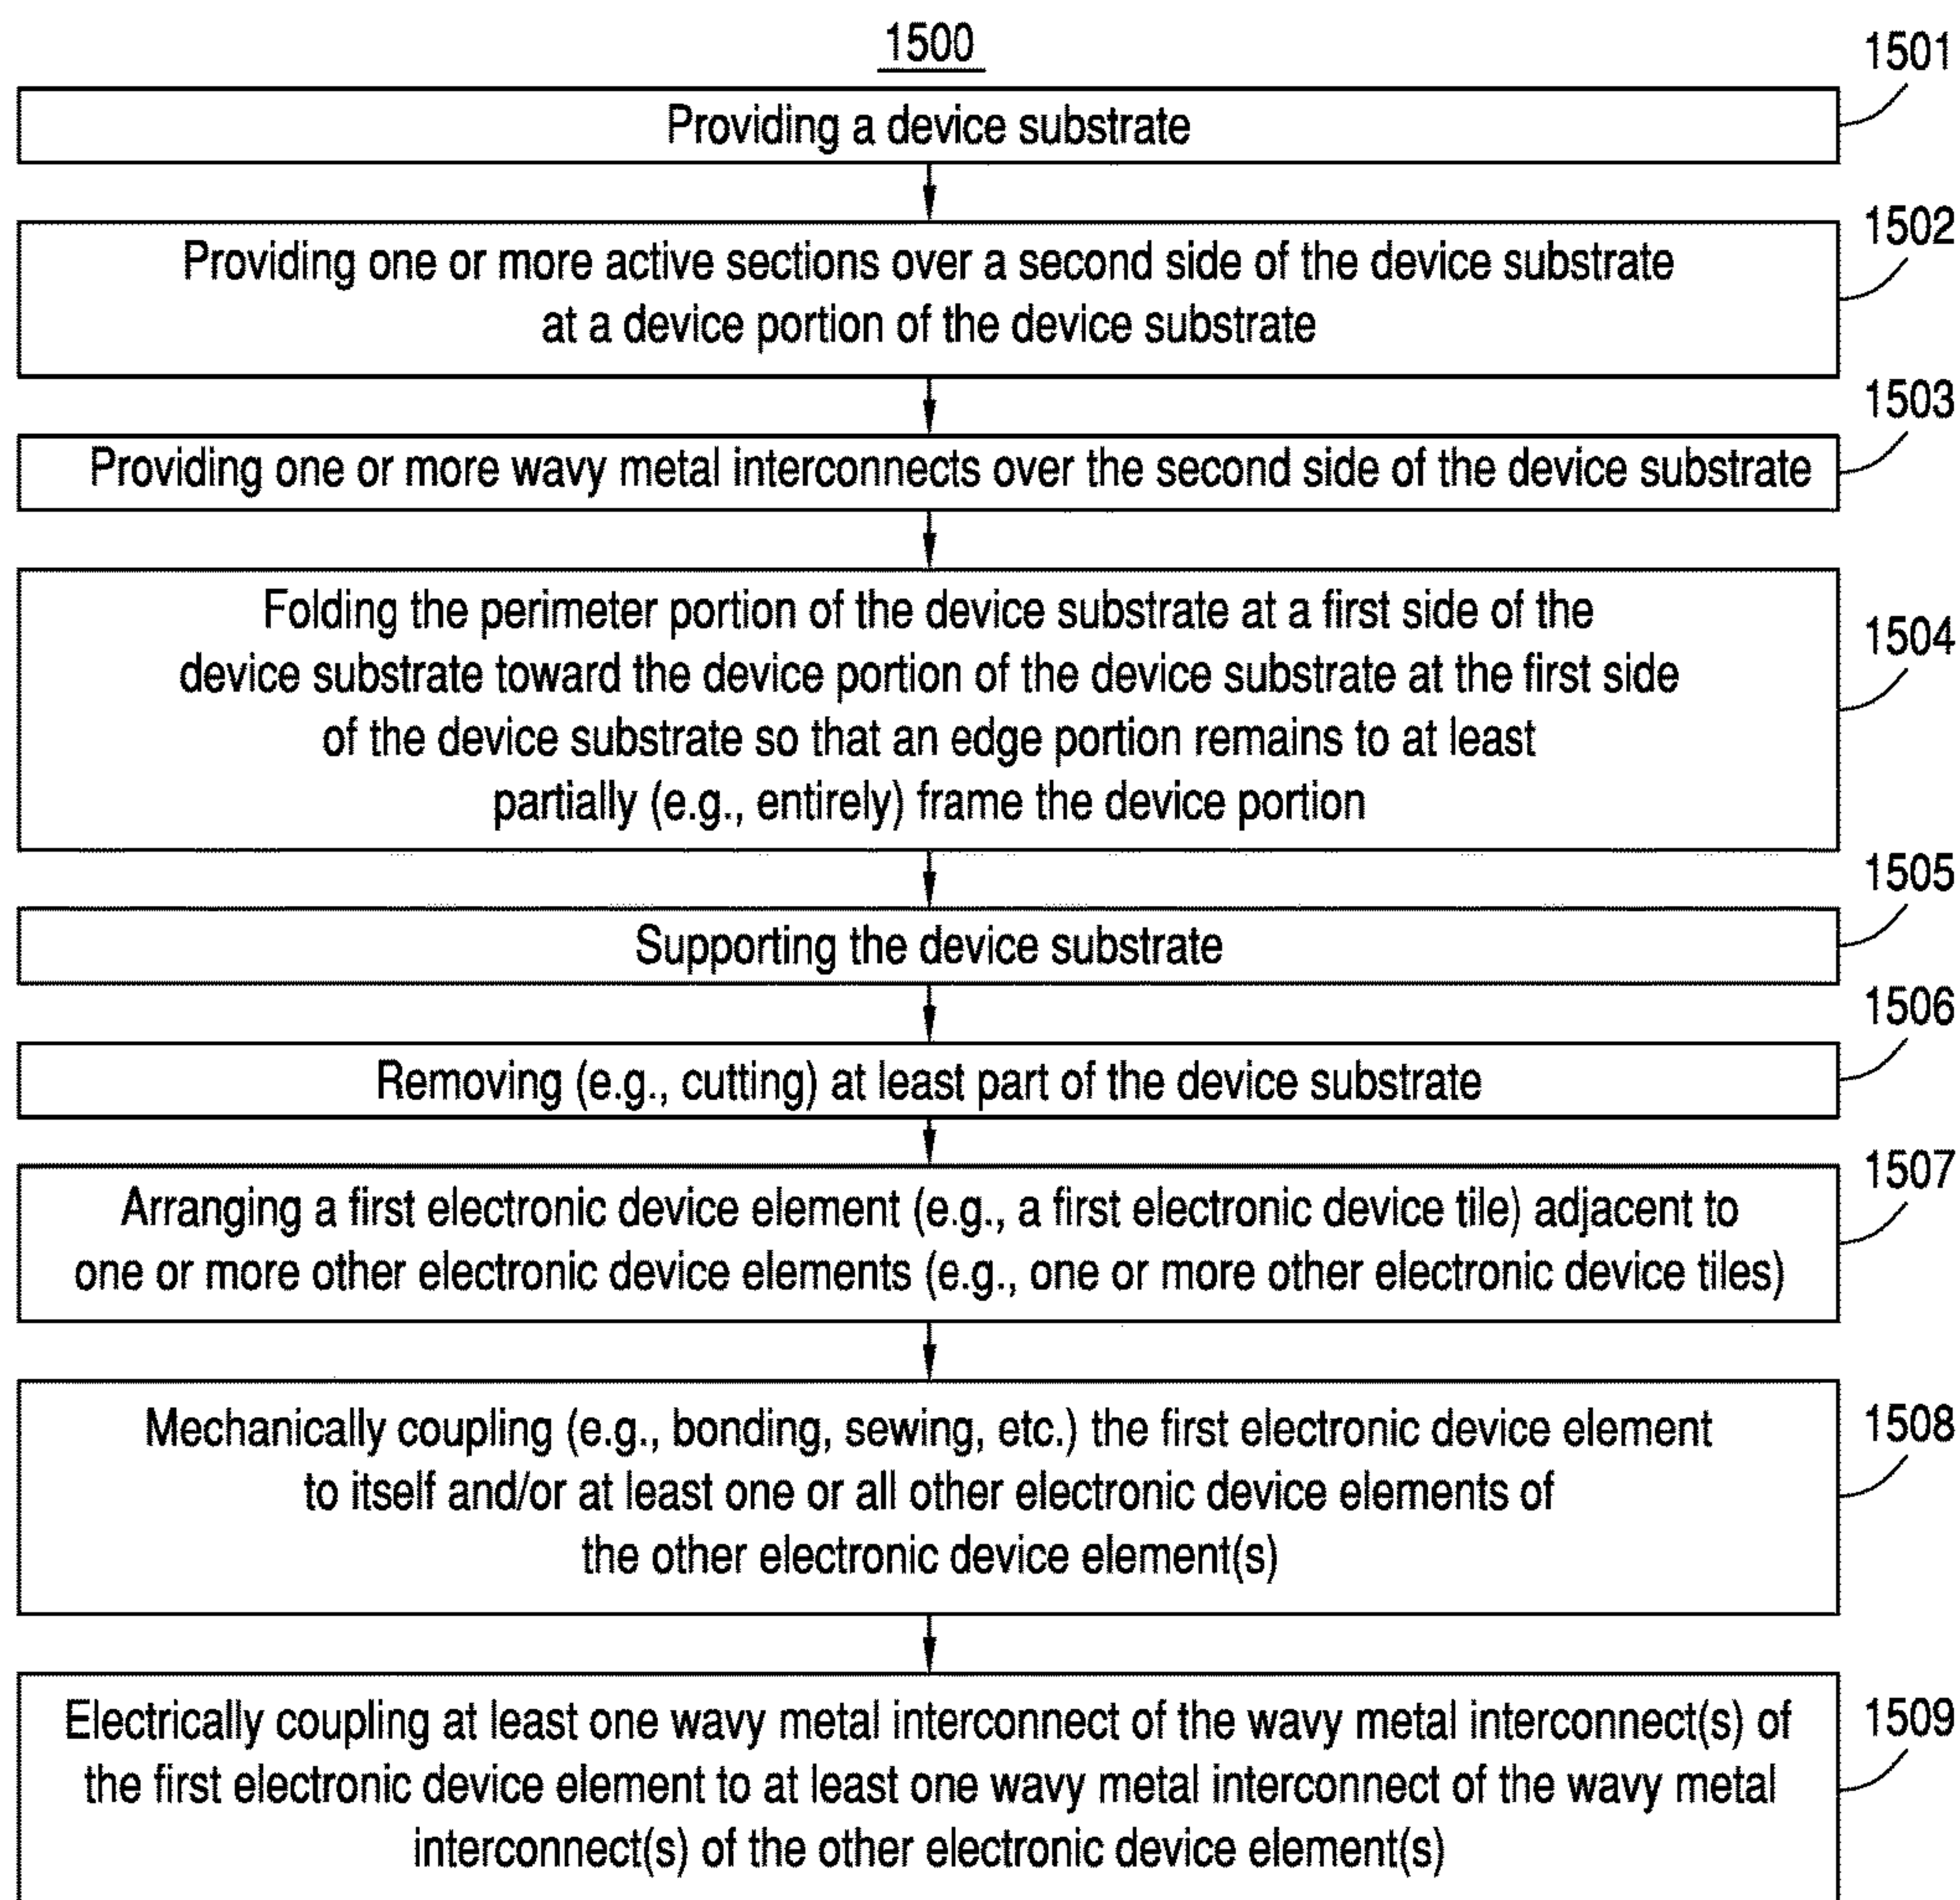 1500
1501
Providing a device substrate
1502
Providing one or more active sections over a second side of the device substrate
at a device portion of the device substrate
1503
Providing one or more wavy metal interconnects over the second side of the device substrate
1504
Folding the perimeter portion of the device substrate at a first side of the
device substrate toward the device portion of the device substrate at the first side
of the device substrate so that an edge portion remains to at least
partially (e.g., entirely) frame the device portion
1505
Supporting the device substrate
1506
Removing (e.g., cutting) at least part of the device substrate
1507
Arranging a first electronic device element (e.g., a first electronic device tile) adjacent to
one or more other electronic device elements (e.g., one or more other electronic device tiles)
1508
Mechanically coupling (e.g., bonding, sewing, etc.) the first electronic device element
to itself and/or at least one or all other electronic device elements of
the other electronic device element(s)
1509
Electrically coupling at least one wavy metal interconnect of the wavy metal interconnect(s) of
the first electronic device element to at least one wavy metal interconnect of the wavy metal
interconnect(s) of the other electronic device element(s)